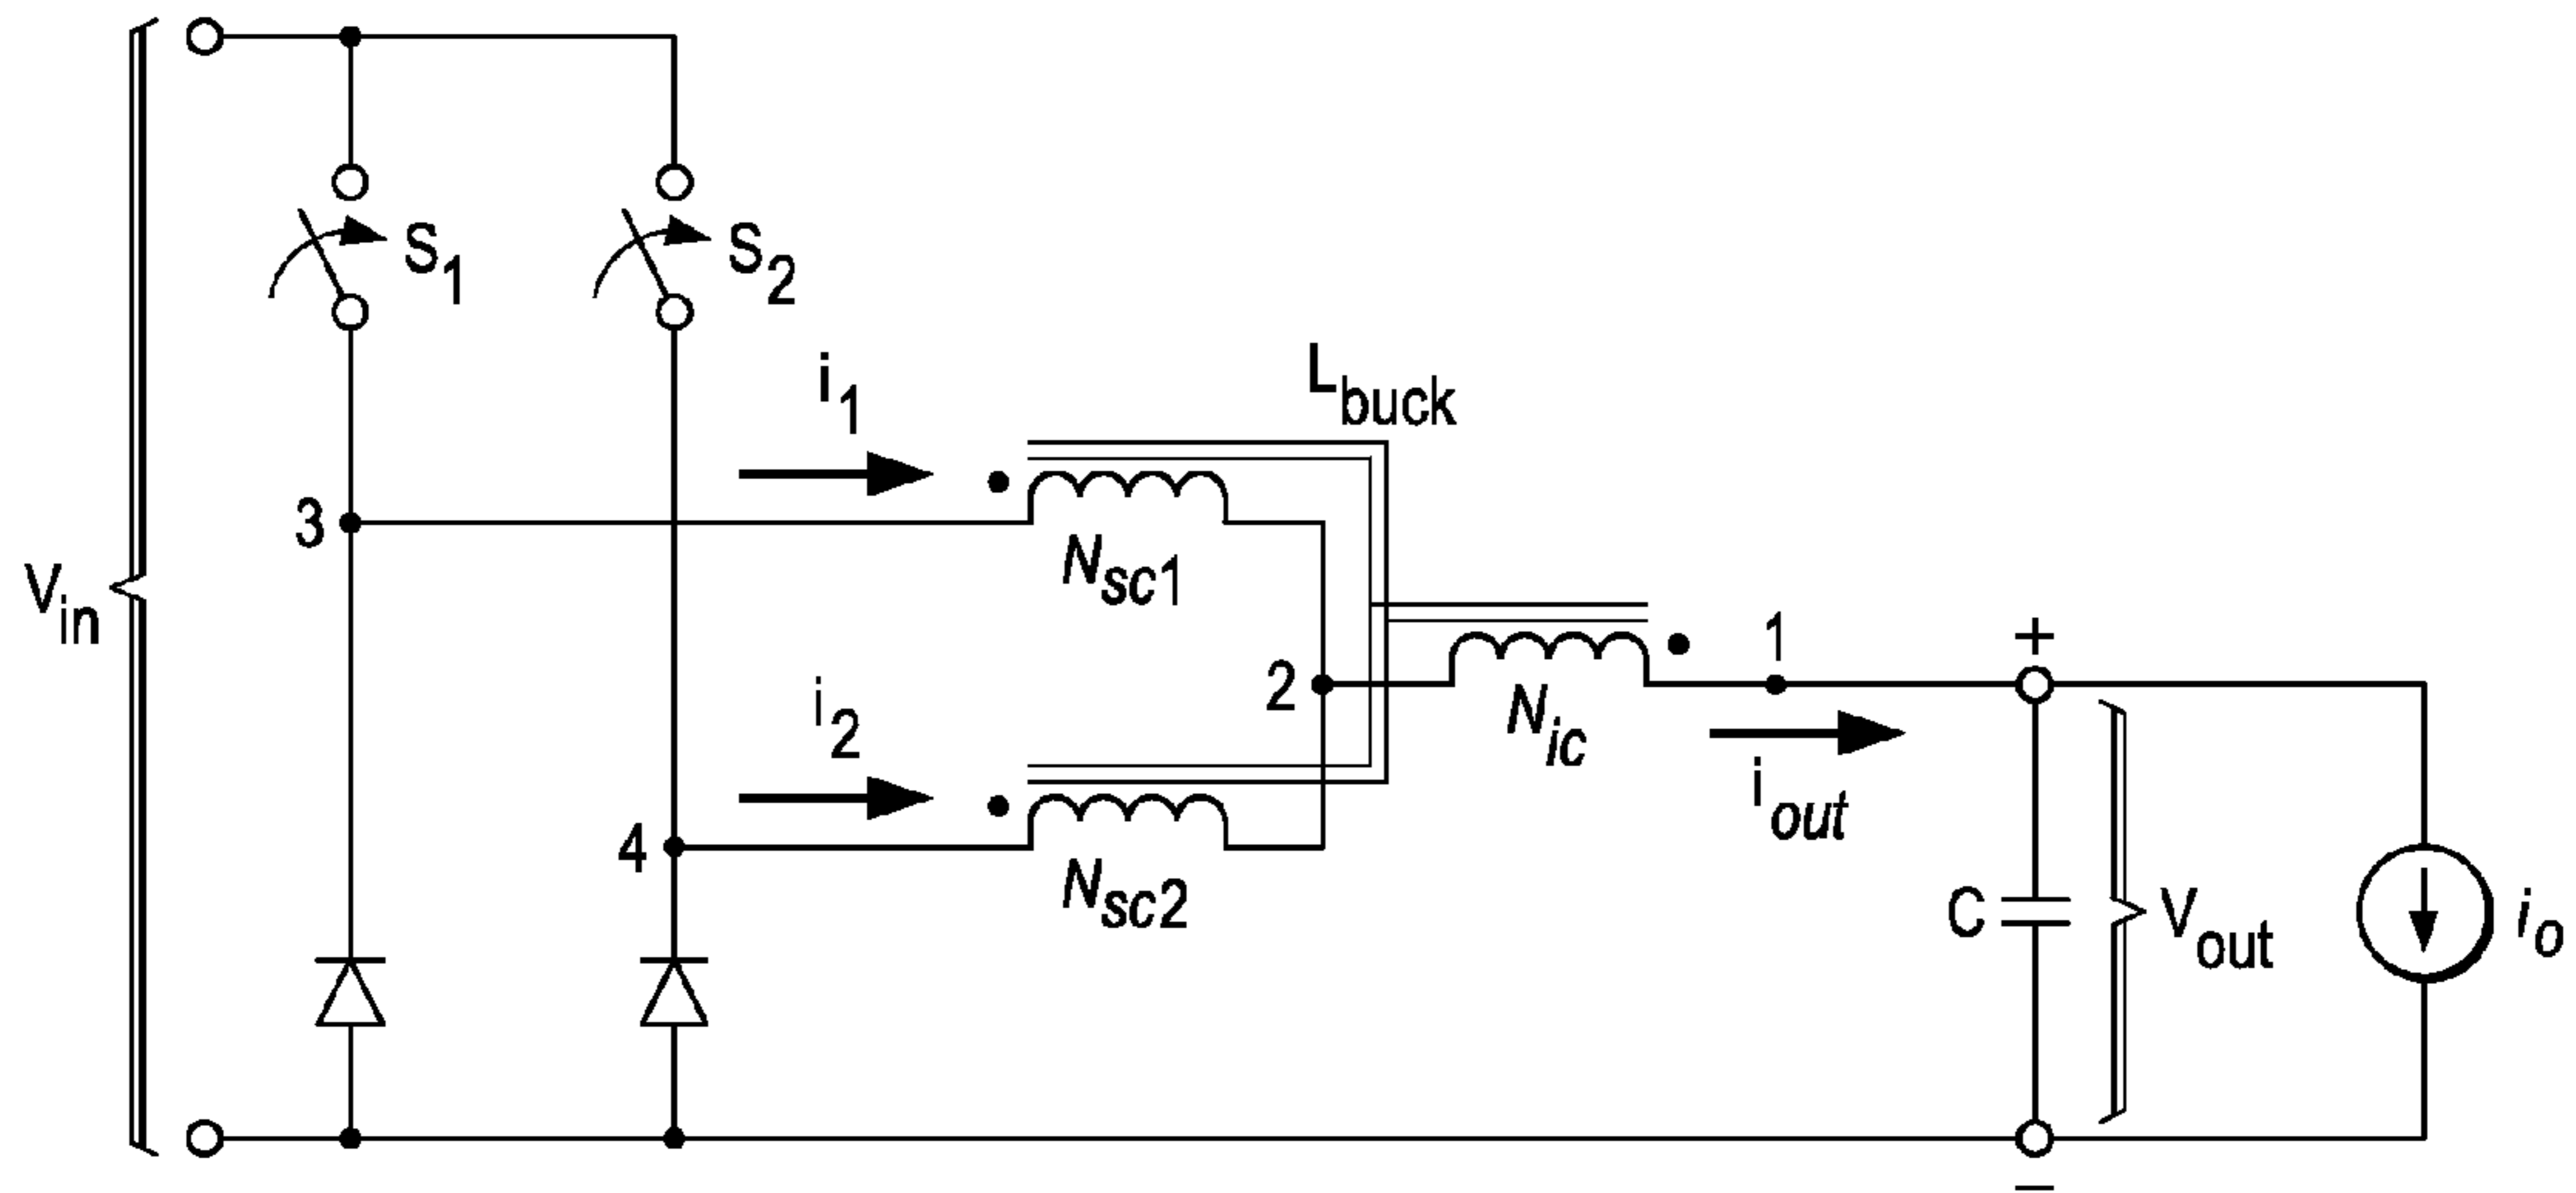 S1
S2
Lbuck
i1
3
Nsc1
Vin
+
1
2
i2
Nic
iout
4
Nsc2
C
Vout
io
−